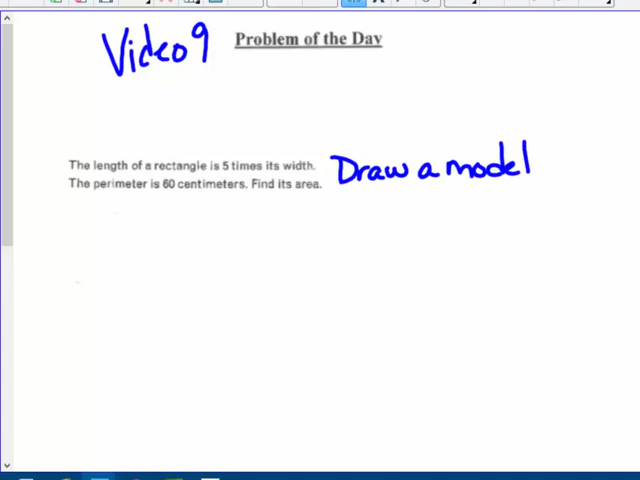 Video 9
Problem of the Day
The length of a rectangle is 5 times its width.
The perimeter is 60 centimeters. Find its area.
Draw a model